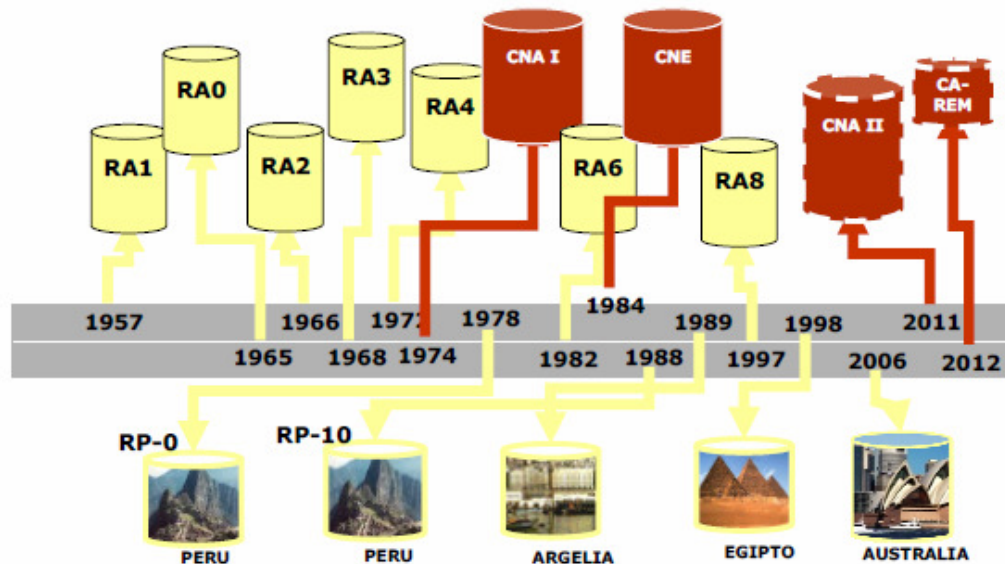 RA1
RA0
RA2
RA3
RA4
CNA I
RA6
CNE
RA8
CNA II
CA-
REM
1957
1966
1978
1984
1989
1998
2011
1965
1968
1974
1982
1988
1997
2006
2012
RP-0
RP-10
PERU
PERU
ARGELIA
EGIPTO
AUSTRALIA